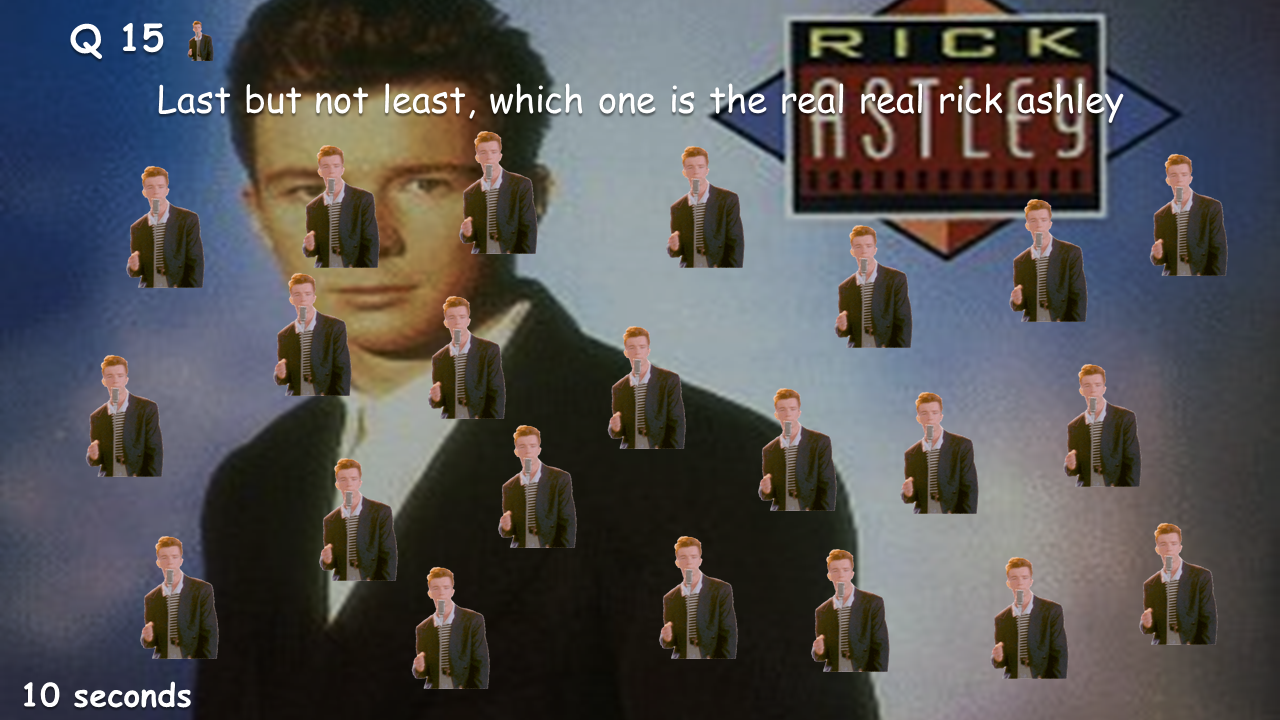 Q 15
RICK
ASTLEY
Last but not least, which one is the real real rick ashley
10 seconds